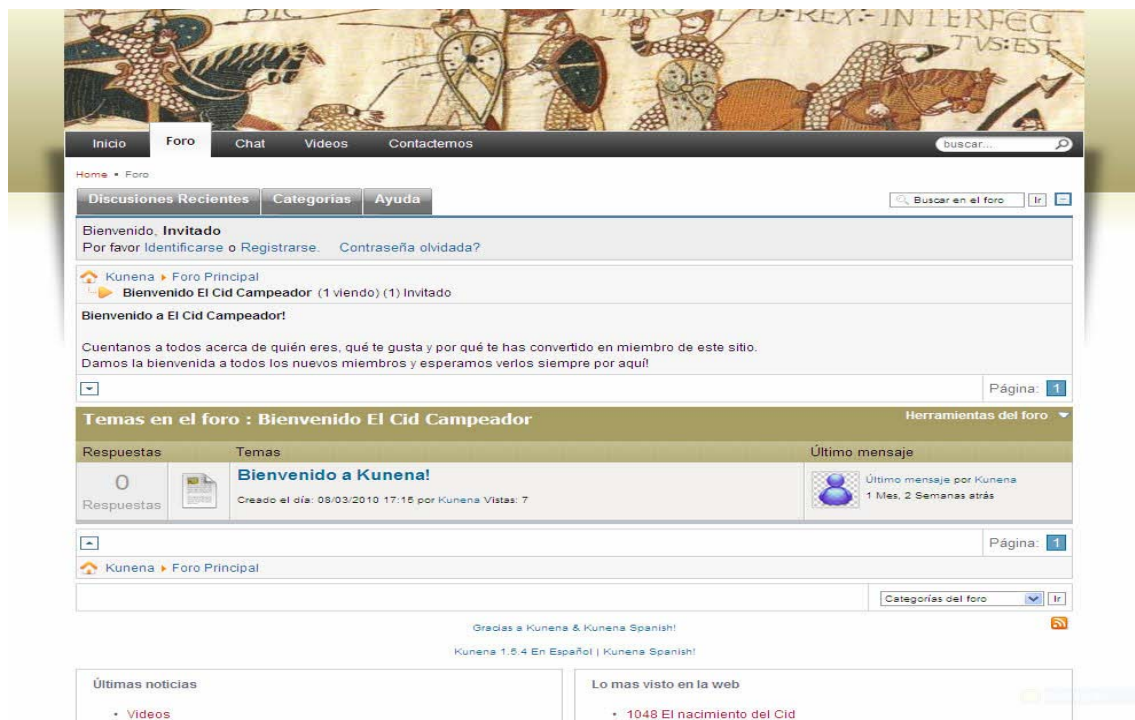 HIC
D·REX:-INTERFEC
TVS:EST
Inicio Foro Chat Videos Contactemos buscar...
Home Foro
Discusiones Recientes Categorías Ayuda Buscar en el foro Ir
Bienvenido, Invitado
Por favor Identificarse o Registrarse. Contraseña olvidada?
Kunena Foro Principal
Bienvenido El Cid Campeador (1 viendo) (1) Invitado
Bienvenido a El Cid Campeador!
Cuentanos a todos acerca de quién eres, qué te gusta y por qué te has convertido en miembro de este sitio.
Damos la bienvenida a todos los nuevos miembros y esperamos verlos siempre por aquí!
Página: 1
Temas en el foro : Bienvenido El Cid Campeador Herramientas del foro
Respuestas Temas Último mensaje
0
Respuestas
Bienvenido a Kunena!
Creado el día: 08/03/2010 17:15 por Kunena Vistas: 7
Último mensaje por Kunena
1 Mes, 2 Semanas atrás
Página: 1
Kunena Foro Principal
Categorías del foro Ir
Gracias a Kunena & Kunena Spanish!
Kunena 1.5.4 En Español | Kunena Spanish!
Últimas noticias Lo mas visto en la web
• Videos • 1048 El nacimiento del Cid